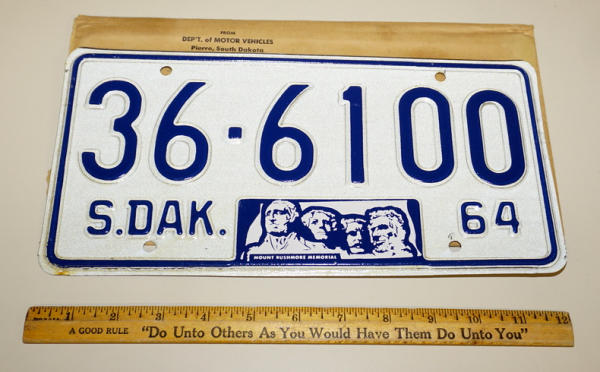 FROM
DEP'T. of MOTOR VEHICLES
Pierre, South Dakota
36·6100
S.DAK. 64
MOUNT RUSHMORE MEMORIAL
1 2 3 4 5 6 7 8 9 10 11 12
A GOOD RULE "Do Unto Others As You Would Have Them Do Unto You"